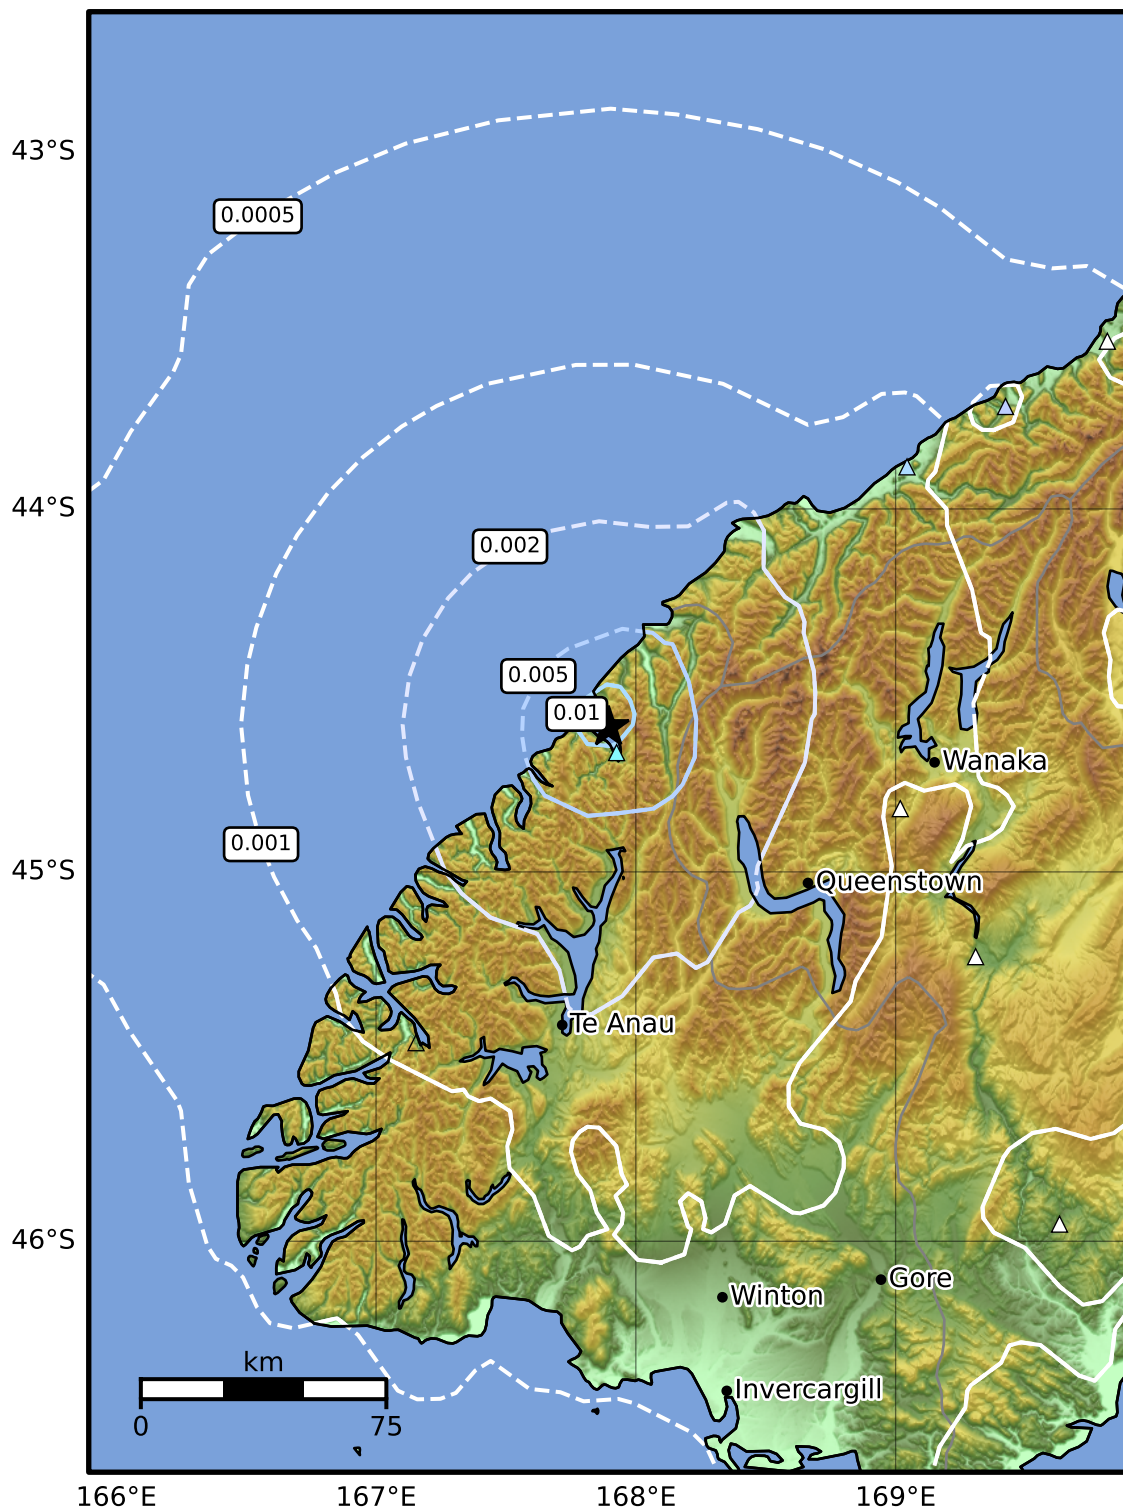 43°S
0.0005
44°S
0.002
0.005
0.01
Wanaka
0.001
45°S
Queenstown
Te Anau
46°S
Gore
Winton
km
Invercargill
0 75
166°E 167°E 168°E 169°E